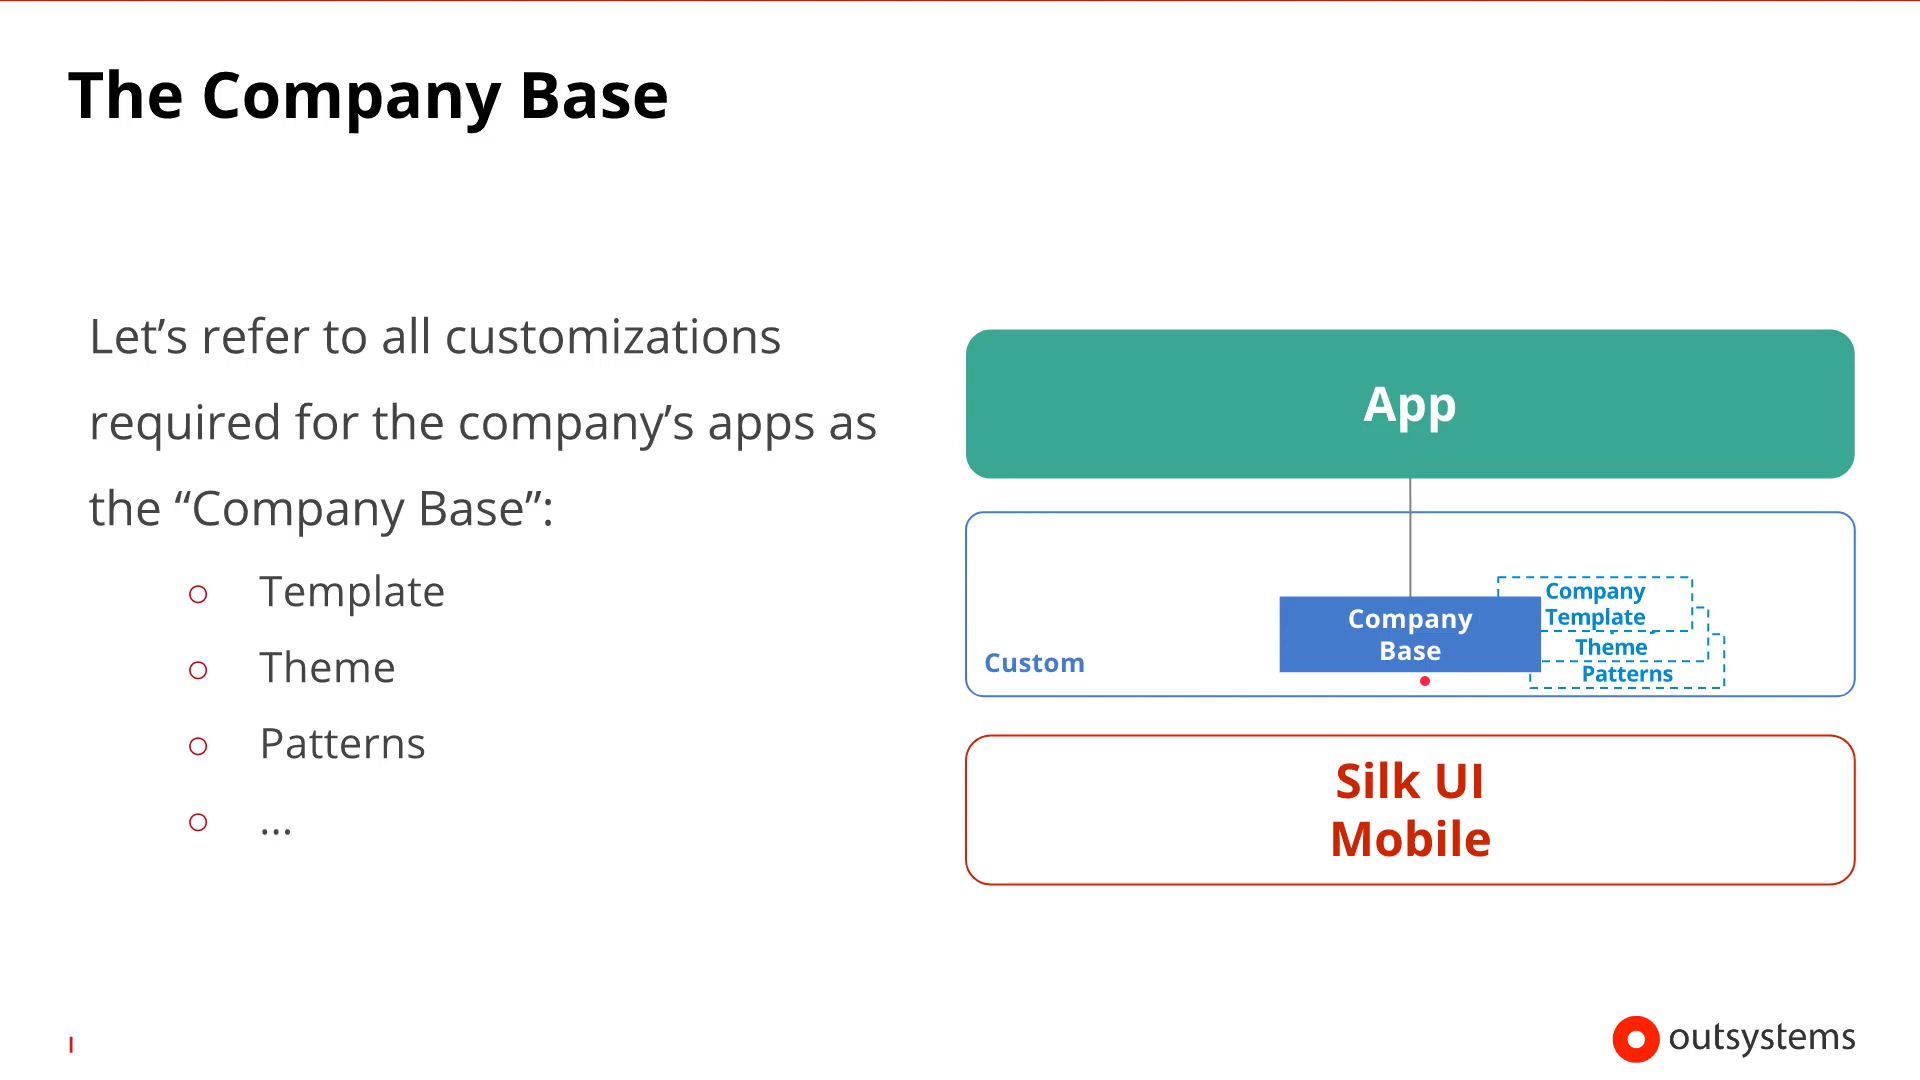 The Company Base
Let’s refer to all customizations
required for the company’s apps as
the “Company Base”:
Template
Theme
Patterns
...
App
Custom
Company
Base
Company
Template
Theme
Patterns
Silk UI
Mobile
outsystems